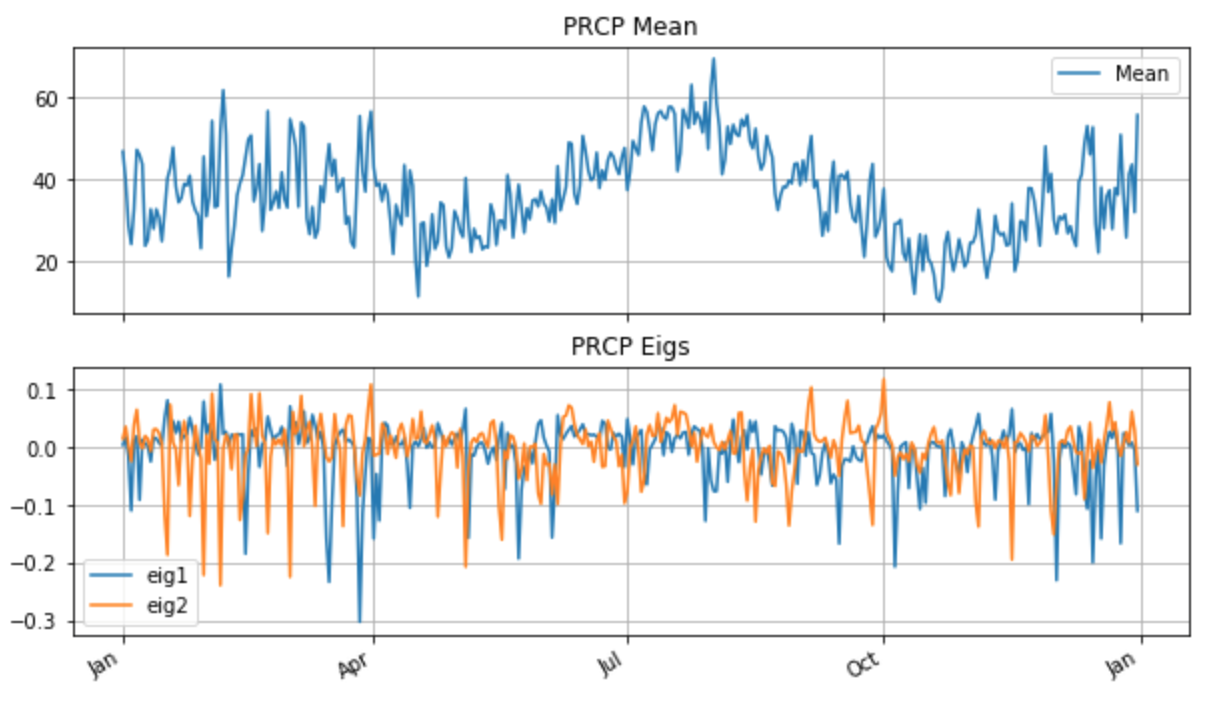 PRCP Mean
Mean
60
40
20
PRCP Eigs
0.1
0.0
−0.1
−0.2
−0.3
eig1
eig2
Jan Apr Jul Oct Jan